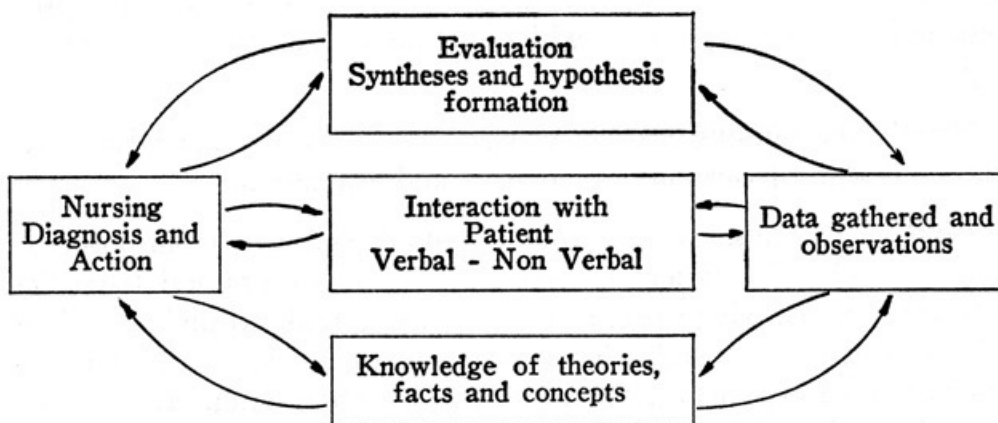 Evaluation
Syntheses and hypothesis
formation
Nursing
Diagnosis and
Action
Interaction with
Patient
Verbal - Non Verbal
Data gathered and
observations
Knowledge of theories,
facts and concepts